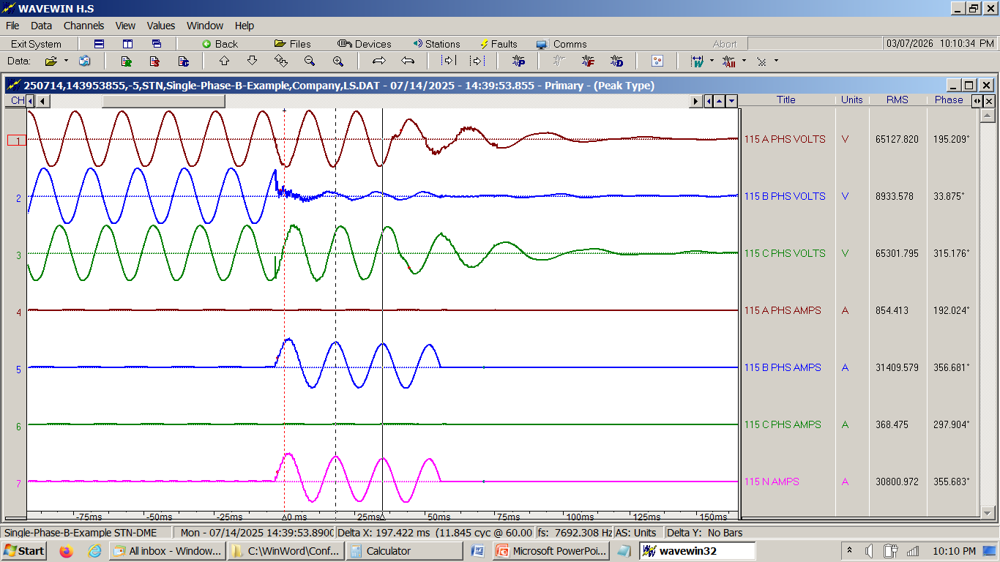 WAVEWIN H.S
File Data Channels View Values Window Help
Exit System Back Files Devices Stations Faults Comms Abort 03/07/2026 10:10:34 PM
Data: R S C P F D W All
250714,143953855,-5,STN,Single-Phase-B-Example,Company,LS.DAT - 07/14/2025 - 14:39:53.855 - Primary - (Peak Type)
CH Title Units RMS Phase
1 115 A PHS VOLTS V 65127.820 195.209°
2 115 B PHS VOLTS V 8933.578 33.875°
3 115 C PHS VOLTS V 65301.795 315.176°
4 115 A PHS AMPS A 854.413 192.024°
5 115 B PHS AMPS A 31409.579 356.681°
6 115 C PHS AMPS A 368.475 297.904°
7 115 N AMPS A 30800.972 355.683°
-75ms -50ms -25ms 0 ms 25ms 50ms 75ms 100ms 125ms 150ms
Single-Phase-B-Example STN-DME Mon - 07/14/2025 14:39:53.8900 Delta X: 197.422 ms (11.845 cyc @ 60.00 fs: 7692.308 Hz AS: Units Delta Y: No Bars
Start All inbox - Window... C:\WinWord\Conf... Calculator Microsoft PowerPoi... wavewin32 10:10 PM